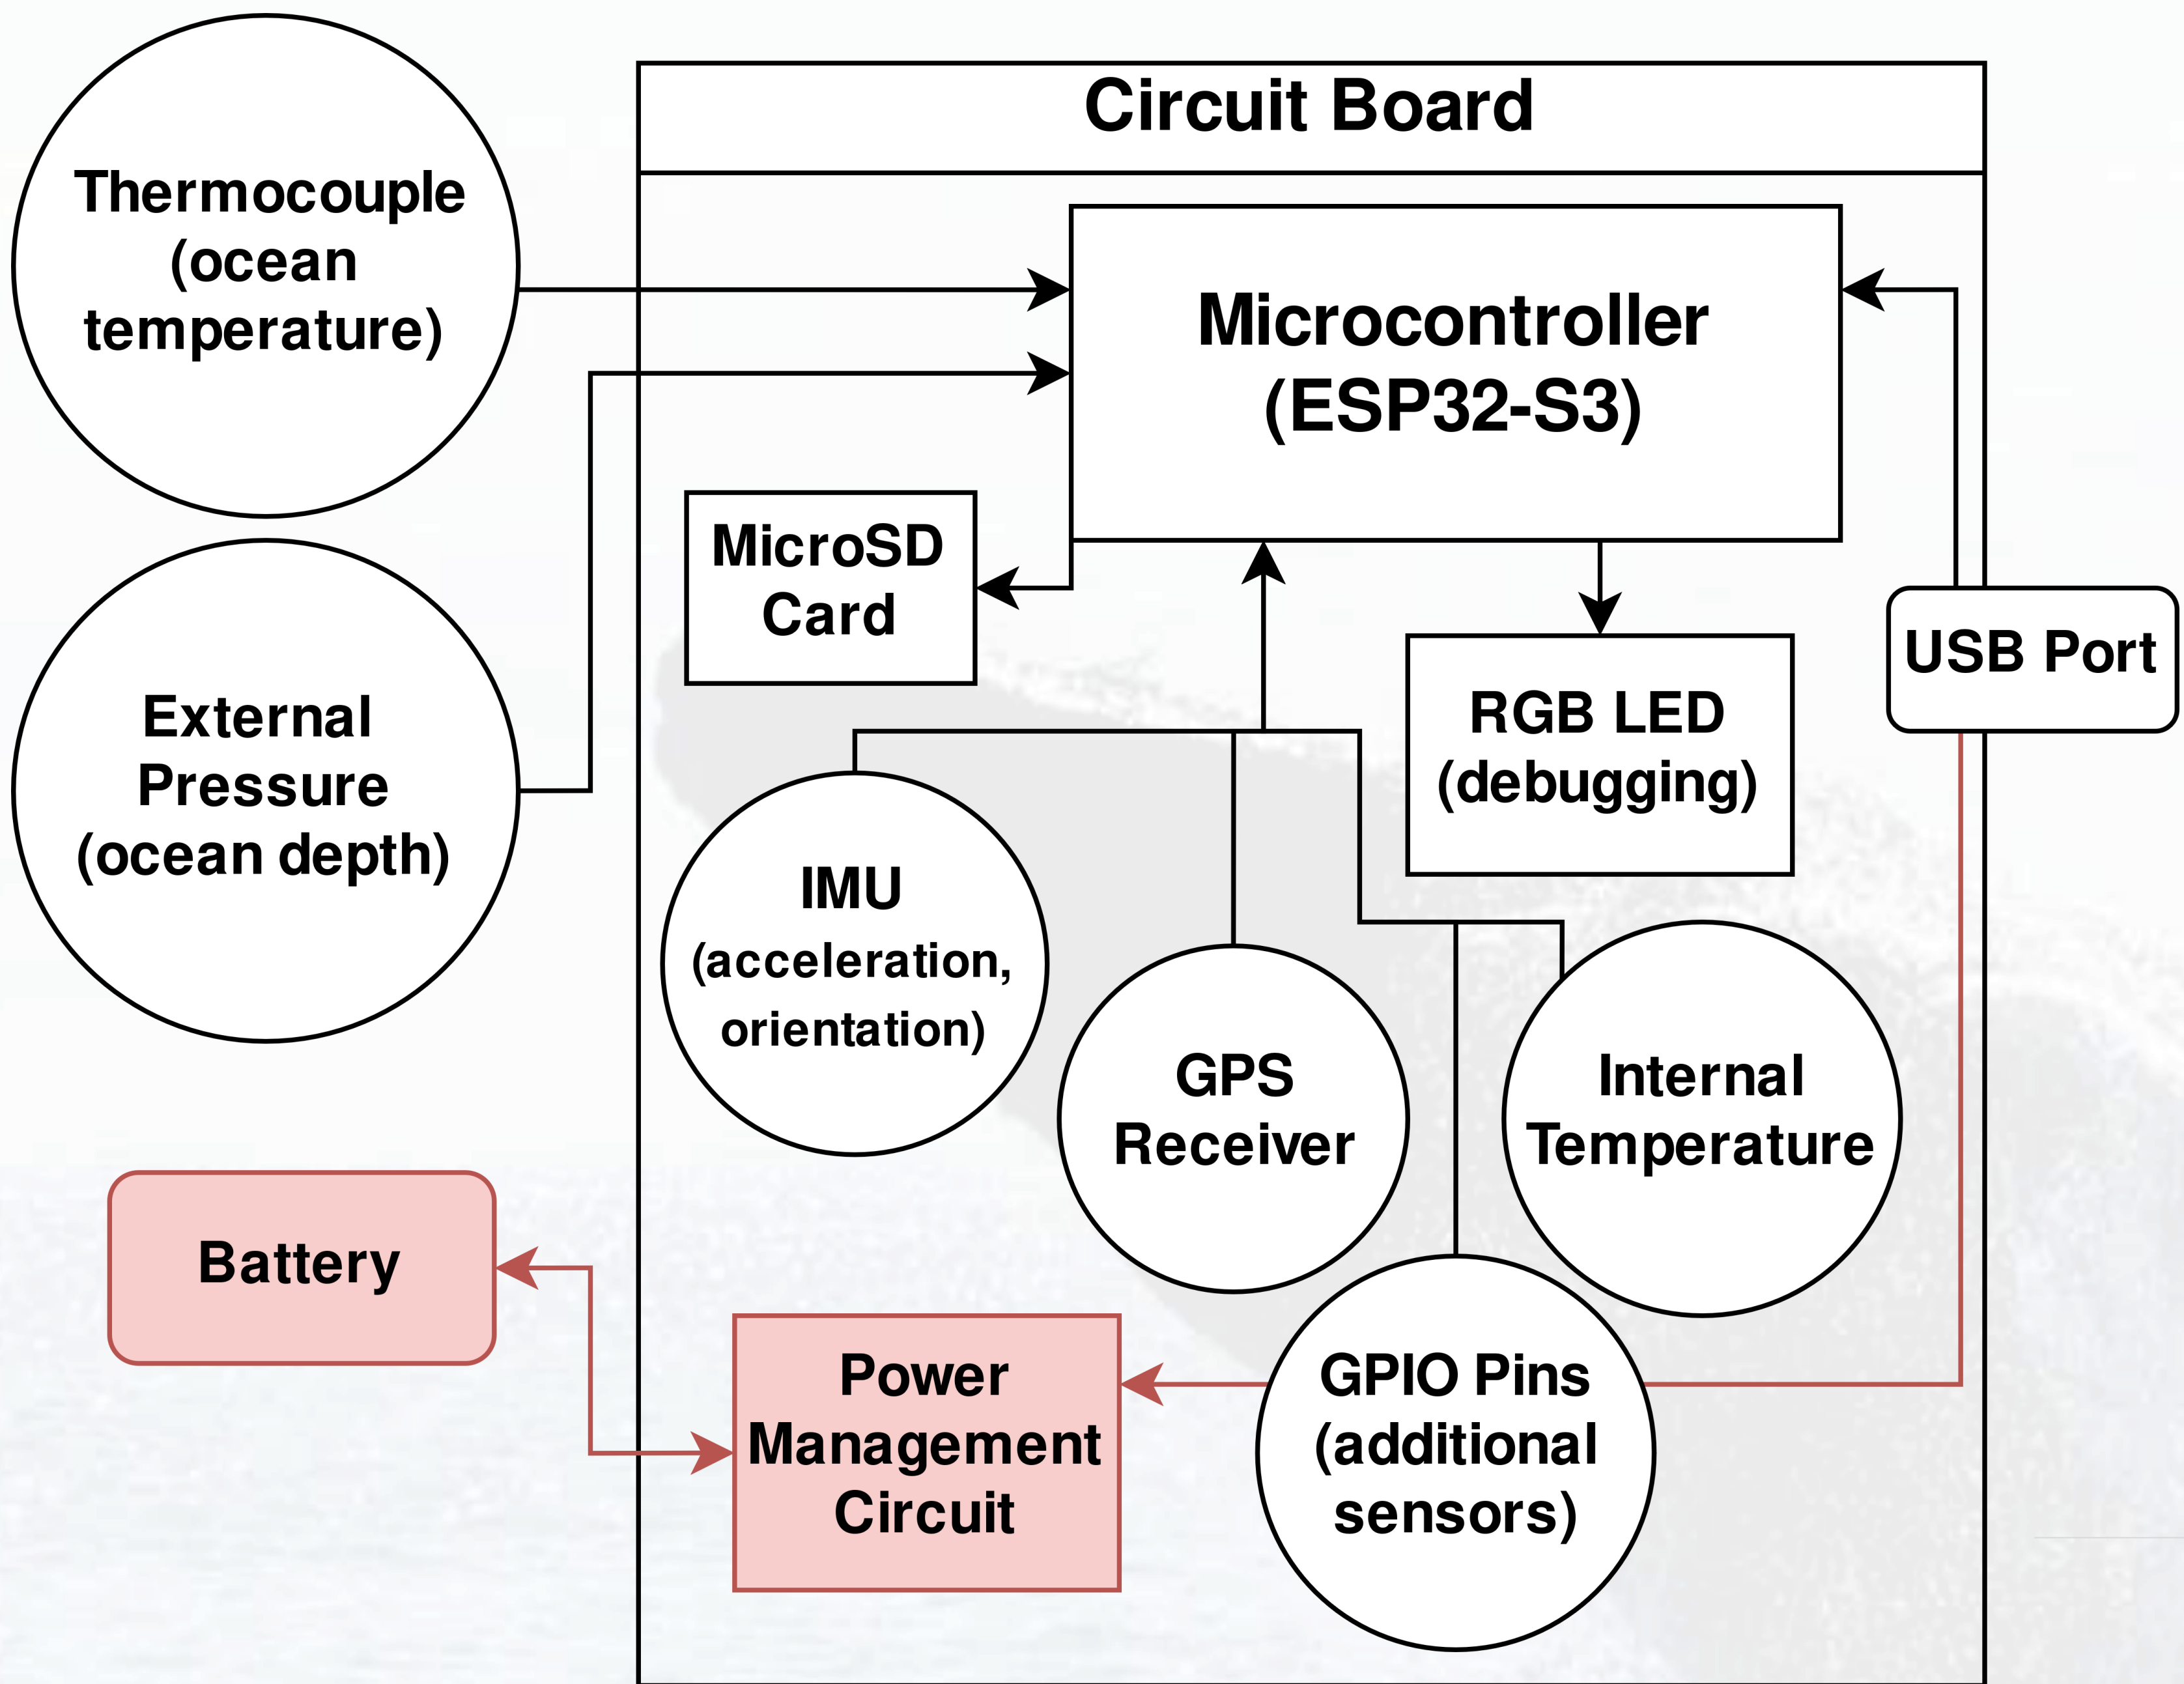 Circuit Board
Thermocouple
(ocean
temperature)
Microcontroller
(ESP32-S3)
MicroSD
Card
External
Pressure
(ocean depth)
USB Port
RGB LED
(debugging)
IMU
(acceleration,
orientation)
GPS
Receiver
Internal
Temperature
Battery
Power
Management
Circuit
GPIO Pins
(additional
sensors)